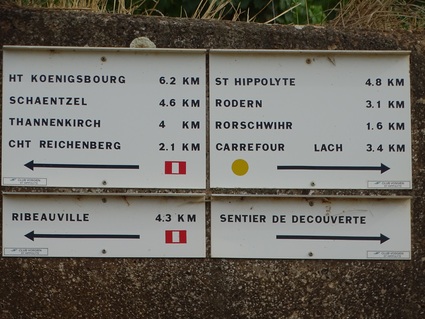 HT KOENIGSBOURG 6.2 KM
SCHAENTZEL 4.6 KM
THANNENKIRCH 4 KM
CHT REICHENBERG 2.1 KM
ST HIPPOLYTE 4.8 KM
RODERN 3.1 KM
RORSCHWIHR 1.6 KM
CARREFOUR LACH 3.4 KM
RIBEAUVILLE 4.3 KM
SENTIER DE DECOUVERTE